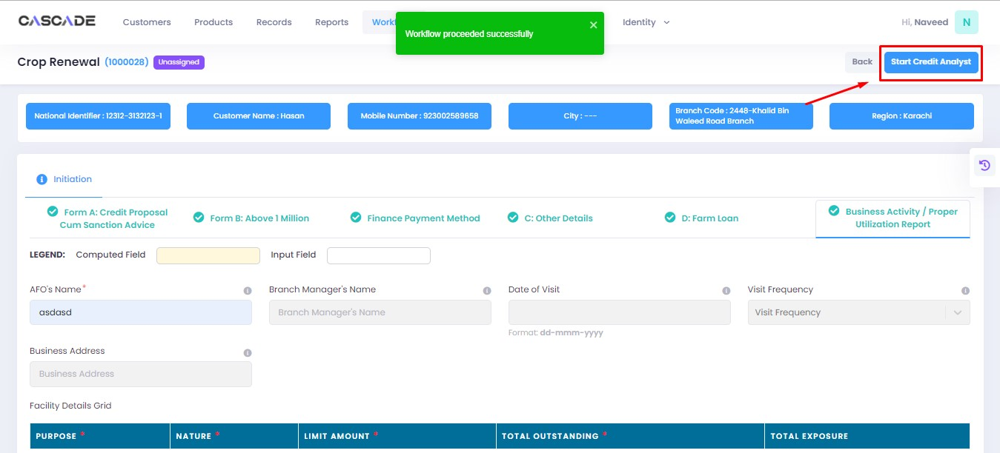 CASCADE
Customers
Products
Records
Reports
Workf
Identity
Hi, Naveed
N
Workflow proceeded successfully
Crop Renewal (1000028) Unassigned
Back
Start Credit Analyst
National Identifier : 12312-3132123-1
Customer Name : Hasan
Mobile Number : 923002589658
City : ---
Branch Code : 2448-Khalid Bin
Waleed Road Branch
Region : Karachi
Initiation
Form A: Credit Proposal
Cum Sanction Advice
Form B: Above 1 Million
Finance Payment Method
C: Other Details
D: Farm Loan
Business Activity / Proper
Utilization Report
LEGEND: Computed Field
Input Field
AFO's Name*
Branch Manager's Name
Date of Visit
Visit Frequency
asdasd
Branch Manager's Name
Visit Frequency
Format: dd-mmm-yyyy
Business Address
Business Address
Facility Details Grid
PURPOSE *
NATURE *
LIMIT AMOUNT *
TOTAL OUTSTANDING *
TOTAL EXPOSURE